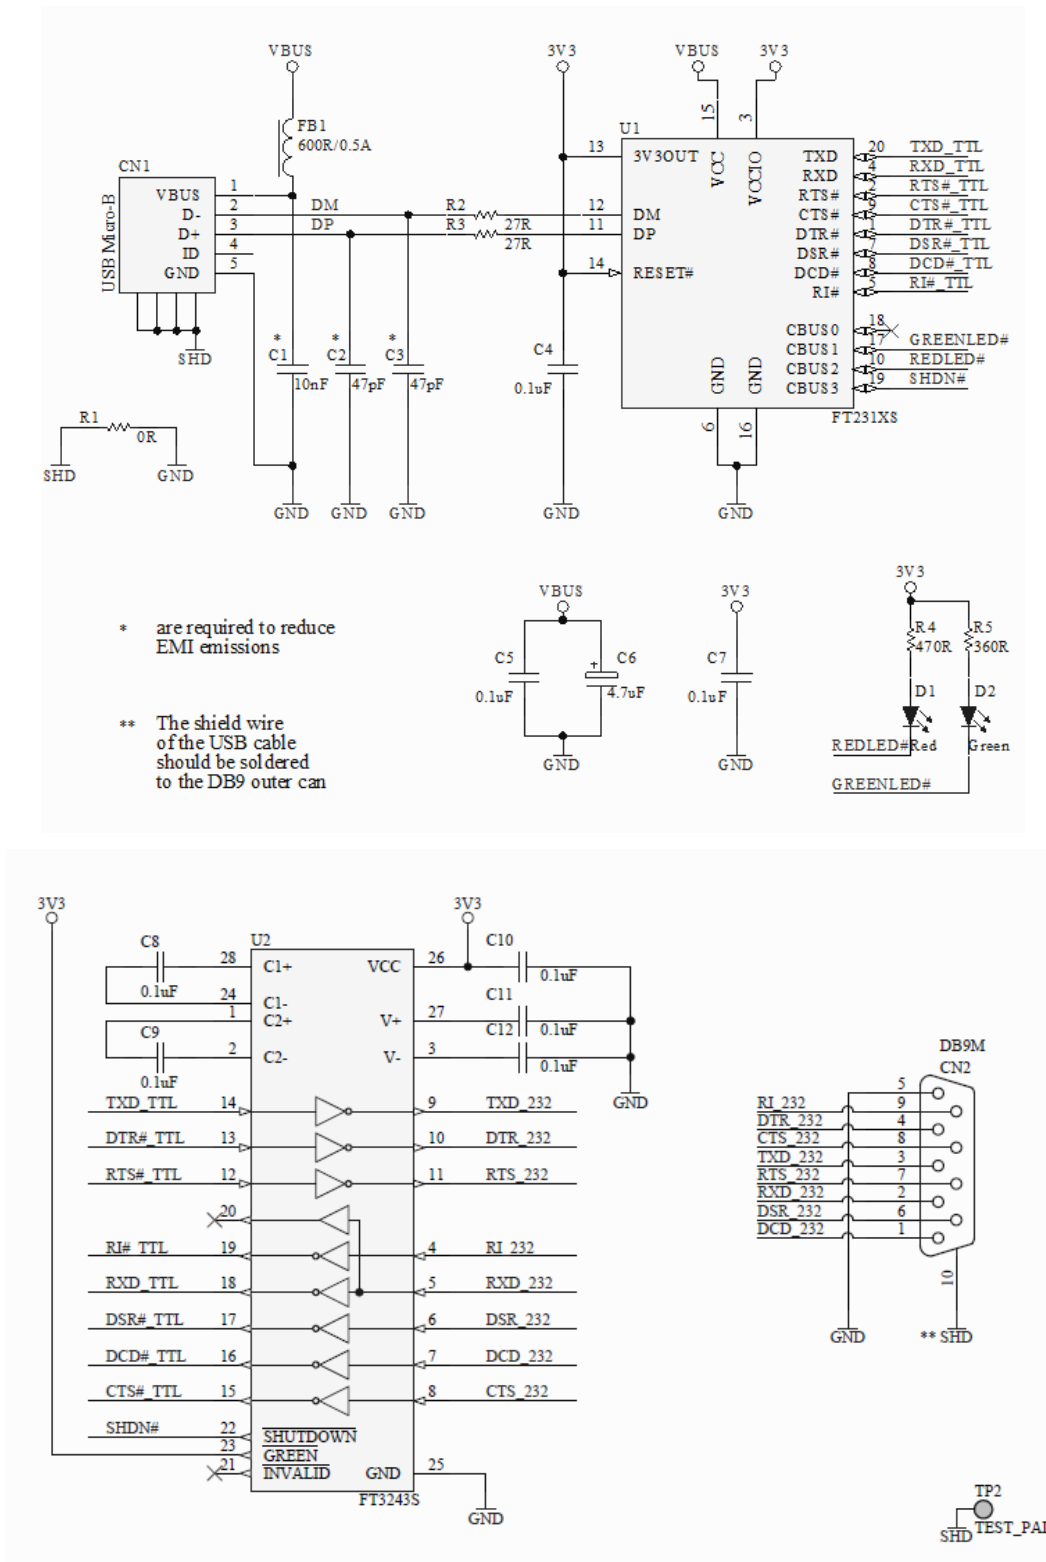 VBUS
3V3
VBUS
3V3
FB1
600R/0.5A
U1
15
3
CN1
13
3V3OUT
VCC
VCCIO
TXD
20
TXD_TTL
RXD
4
RXD_TTL
USB Micro-B
VBUS
1
RTS#
2
RTS#_TTL
D-
2
DM
R2
12
DM
CTS#
9
CTS#_TTL
D+
3
DP
R3
27R
11
DP
DTR#
1
DTR#_TTL
ID
4
27R
DSR#
7
DSR#_TTL
GND
5
14
RESET#
DCD#
8
DCD#_TTL
RI#
5
RI#_TTL
CBUS0
18
CBUS1
17
GREENLED#
CBUS2
10
REDLED#
CBUS3
19
SHDN#
SHD
*
C1
10nF
*
C2
47pF
*
C3
47pF
C4
0.1uF
GND
GND
6
16
FT231XS
R1
0R
SHD
GND
GND
GND
GND
GND
GND
* are required to reduce
EMI emissions
** The shield wire
of the USB cable
should be soldered
to the DB9 outer can
VBUS
3V3
3V3
C5
0.1uF
+
C6
4.7uF
C7
0.1uF
GND
GND
R4
470R
R5
360R
D1
D2
REDLED#
Red
Green
GREENLED#
3V3
3V3
U2
C8
0.1uF
28
C1+
VCC
26
C10
0.1uF
24
C1-
1
C2+
V+
27
C11
0.1uF
C9
0.1uF
2
C2-
V-
3
C12
0.1uF
GND
TXD_TTL
14
9
TXD_232
DTR#_TTL
13
10
DTR_232
RTS#_TTL
12
11
RTS_232
20
RI#_TTL
19
4
RI_232
RXD_TTL
18
5
RXD_232
DSR#_TTL
17
6
DSR_232
DCD#_TTL
16
7
DCD_232
CTS#_TTL
15
8
CTS_232
SHDN#
22
SHUTDOWN
23
GREEN
21
INVALID
GND
25
FT3243S
GND
DB9M
CN2
5
RI_232
9
DTR_232
4
CTS_232
8
TXD_232
3
RTS_232
7
RXD_232
2
DSR_232
6
DCD_232
1
10
GND
** SHD
TP2
SHD
TEST_PAD